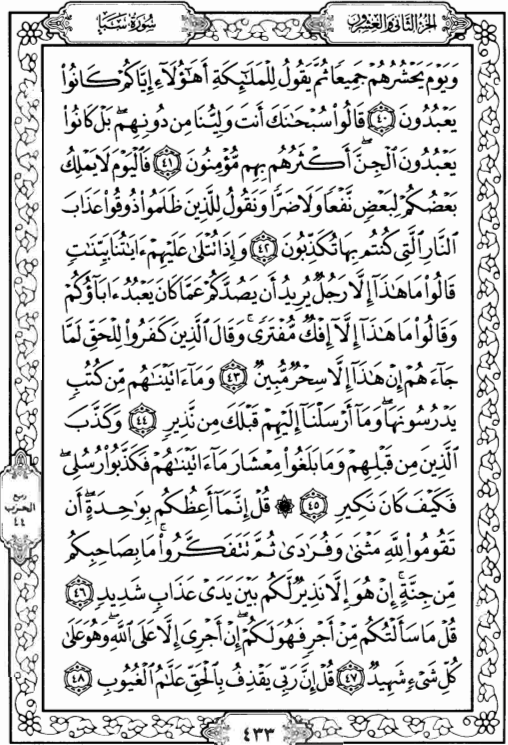 الجزء الثاني والعشرون
سُورَةُ سَبَإٍ
وَيَوْمَ يَحْشُرُهُمْ جَمِيعًا ثُمَّ يَقُولُ لِلْمَلَٰٓئِكَةِ أَهَٰٓؤُلَآءِ إِيَّاكُمْ كَانُوا۟
يَعْبُدُونَ ٤٠ قَالُوا۟ سُبْحَٰنَكَ أَنتَ وَلِيُّنَا مِن دُونِهِم ۖ بَلْ كَانُوا۟
يَعْبُدُونَ ٱلْجِنَّ ۖ أَكْثَرُهُم بِهِم مُّؤْمِنُونَ ٤١ فَٱلْيَوْمَ لَا يَمْلِكُ
بَعْضُكُمْ لِبَعْضٍ نَّفْعًا وَلَا ضَرًّا وَنَقُولُ لِلَّذِينَ ظَلَمُوا۟ ذُوقُوا۟ عَذَابَ
ٱلنَّارِ ٱلَّتِى كُنتُم بِهَا تُكَذِّبُونَ ٤٢ وَإِذَا تُتْلَىٰ عَلَيْهِمْ ءَايَٰتُنَا بَيِّنَٰتٍ
قَالُوا۟ مَا هَٰذَآ إِلَّا رَجُلٌ يُرِيدُ أَن يَصُدَّكُمْ عَمَّا كَانَ يَعْبُدُ ءَابَآؤُكُمْ
وَقَالُوا۟ مَا هَٰذَآ إِلَّآ إِفْكٌ مُّفْتَرًى ۚ وَقَالَ ٱلَّذِينَ كَفَرُوا۟ لِلْحَقِّ لَمَّا
جَآءَهُمْ إِنْ هَٰذَآ إِلَّا سِحْرٌ مُّبِينٌ ٤٣ وَمَآ ءَاتَيْنَٰهُم مِّن كُتُبٍ
يَدْرُسُونَهَا ۖ وَمَآ أَرْسَلْنَآ إِلَيْهِمْ قَبْلَكَ مِن نَّذِيرٍ ٤٤ وَكَذَّبَ
ٱلَّذِينَ مِن قَبْلِهِمْ وَمَا بَلَغُوا۟ مِعْشَارَ مَآ ءَاتَيْنَٰهُمْ فَكَذَّبُوا۟ رُسُلِى ۖ
فَكَيْفَ كَانَ نَكِيرِ ٤٥ ۞ قُلْ إِنَّمَآ أَعِظُكُم بِوَٰحِدَةٍ ۖ أَن
تَقُومُوا۟ لِلَّهِ مَثْنَىٰ وَفُرَٰدَىٰ ثُمَّ تَتَفَكَّرُوا۟ ۚ مَا بِصَاحِبِكُم
مِّن جِنَّةٍ ۚ إِنْ هُوَ إِلَّا نَذِيرٌ لَّكُم بَيْنَ يَدَىْ عَذَابٍ شَدِيدٍ ٤٦
قُلْ مَا سَأَلْتُكُم مِّنْ أَجْرٍ فَهُوَ لَكُمْ ۖ إِنْ أَجْرِىَ إِلَّا عَلَى ٱللَّهِ ۖ وَهُوَ عَلَىٰ
كُلِّ شَىْءٍ شَهِيدٌ ٤٧ قُلْ إِنَّ رَبِّى يَقْذِفُ بِٱلْحَقِّ عَلَّٰمُ ٱلْغُيُوبِ ٤٨
ربع
الحزب
٤٤
٤٣٣